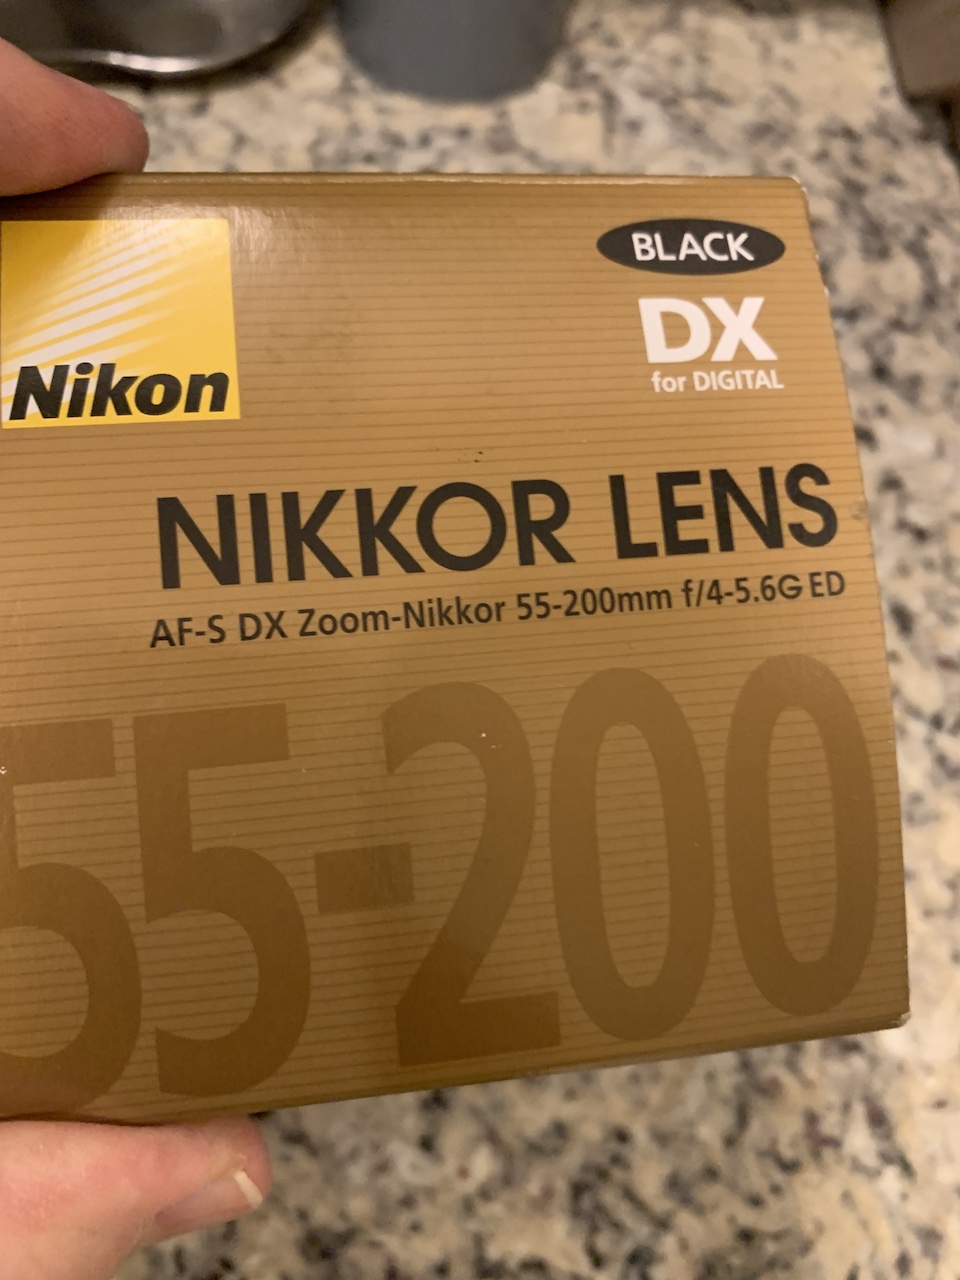 BLACK
DX
for DIGITAL
Nikon
NIKKOR LENS
AF-S DX Zoom-Nikkor 55-200mm f/4-5.6G ED
55-200